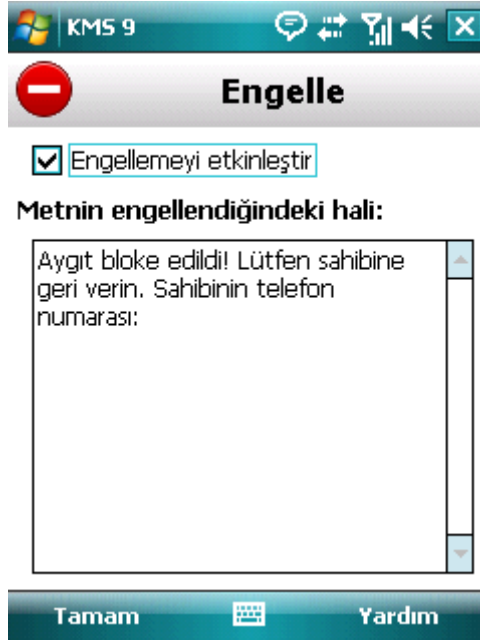 KMS 9
Engelle
Engellemeyi etkinleştir
Metnin engellendiğindeki hali:
Aygıt bloke edildi! Lütfen sahibine
geri verin. Sahibinin telefon
numarası:
Tamam
Yardım